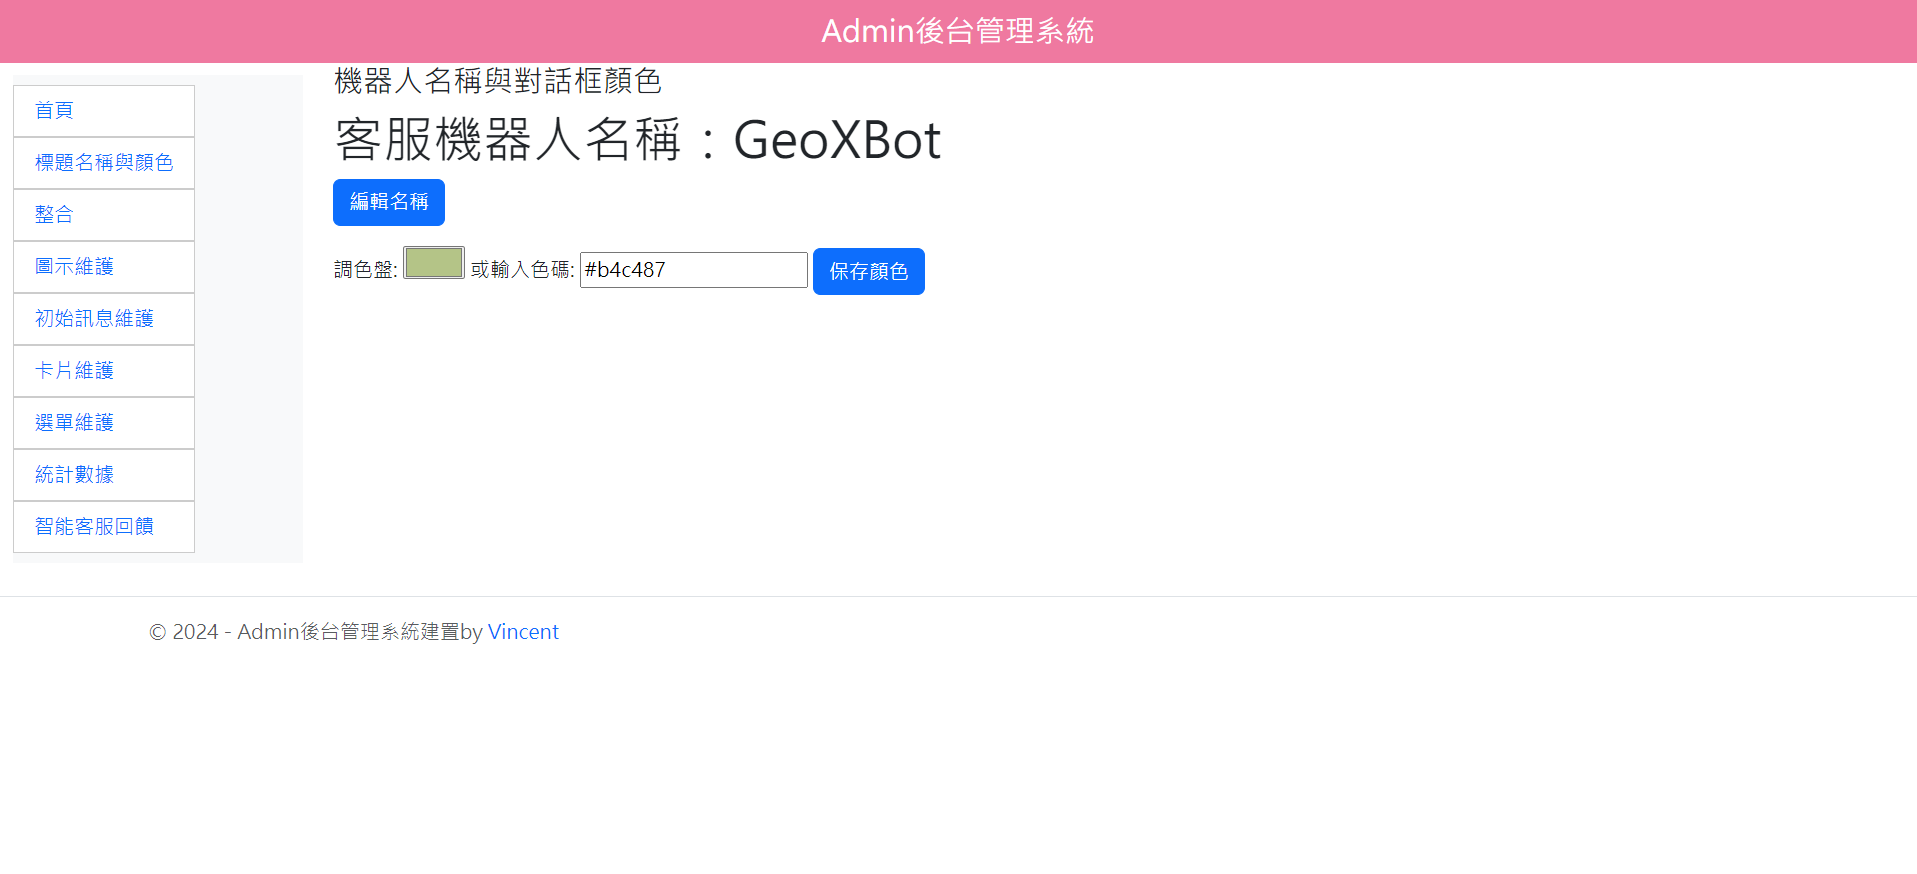 Admin後台管理系統
首頁
標題名稱與顏色
整合
圖示維護
初始訊息維護
卡片維護
選單維護
統計數據
智能客服回饋
機器人名稱與對話框顏色
客服機器人名稱：GeoXBot
編輯名稱
調色盤: 或輸入色碼: #b4c487 保存顏色
© 2024 - Admin後台管理系統建置by Vincent